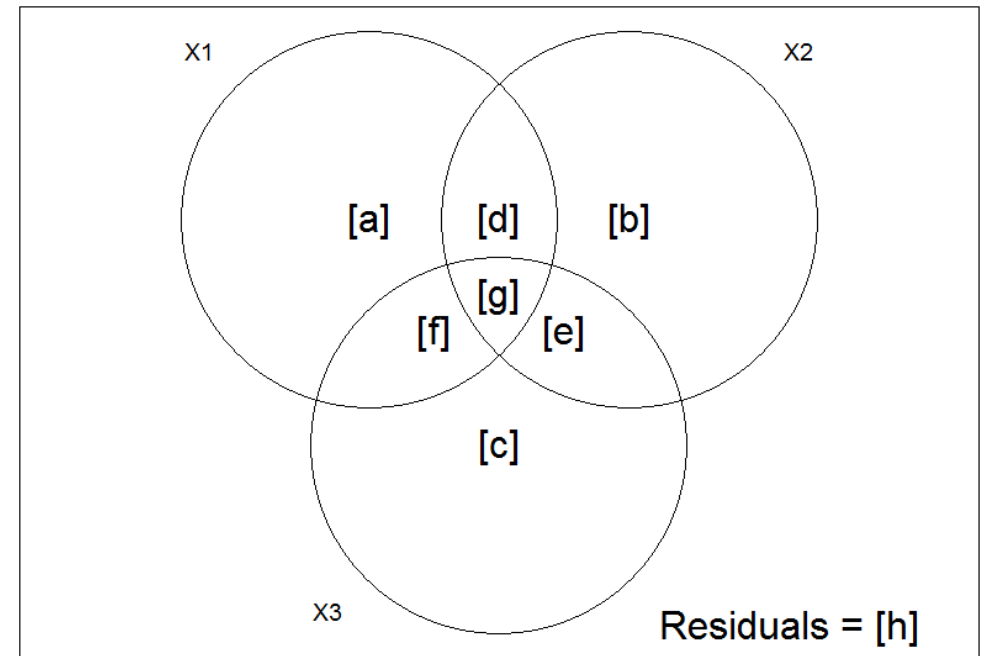 X1
X2
[a]
[d]
[b]
[g]
[f]
[e]
[c]
X3
Residuals = [h]